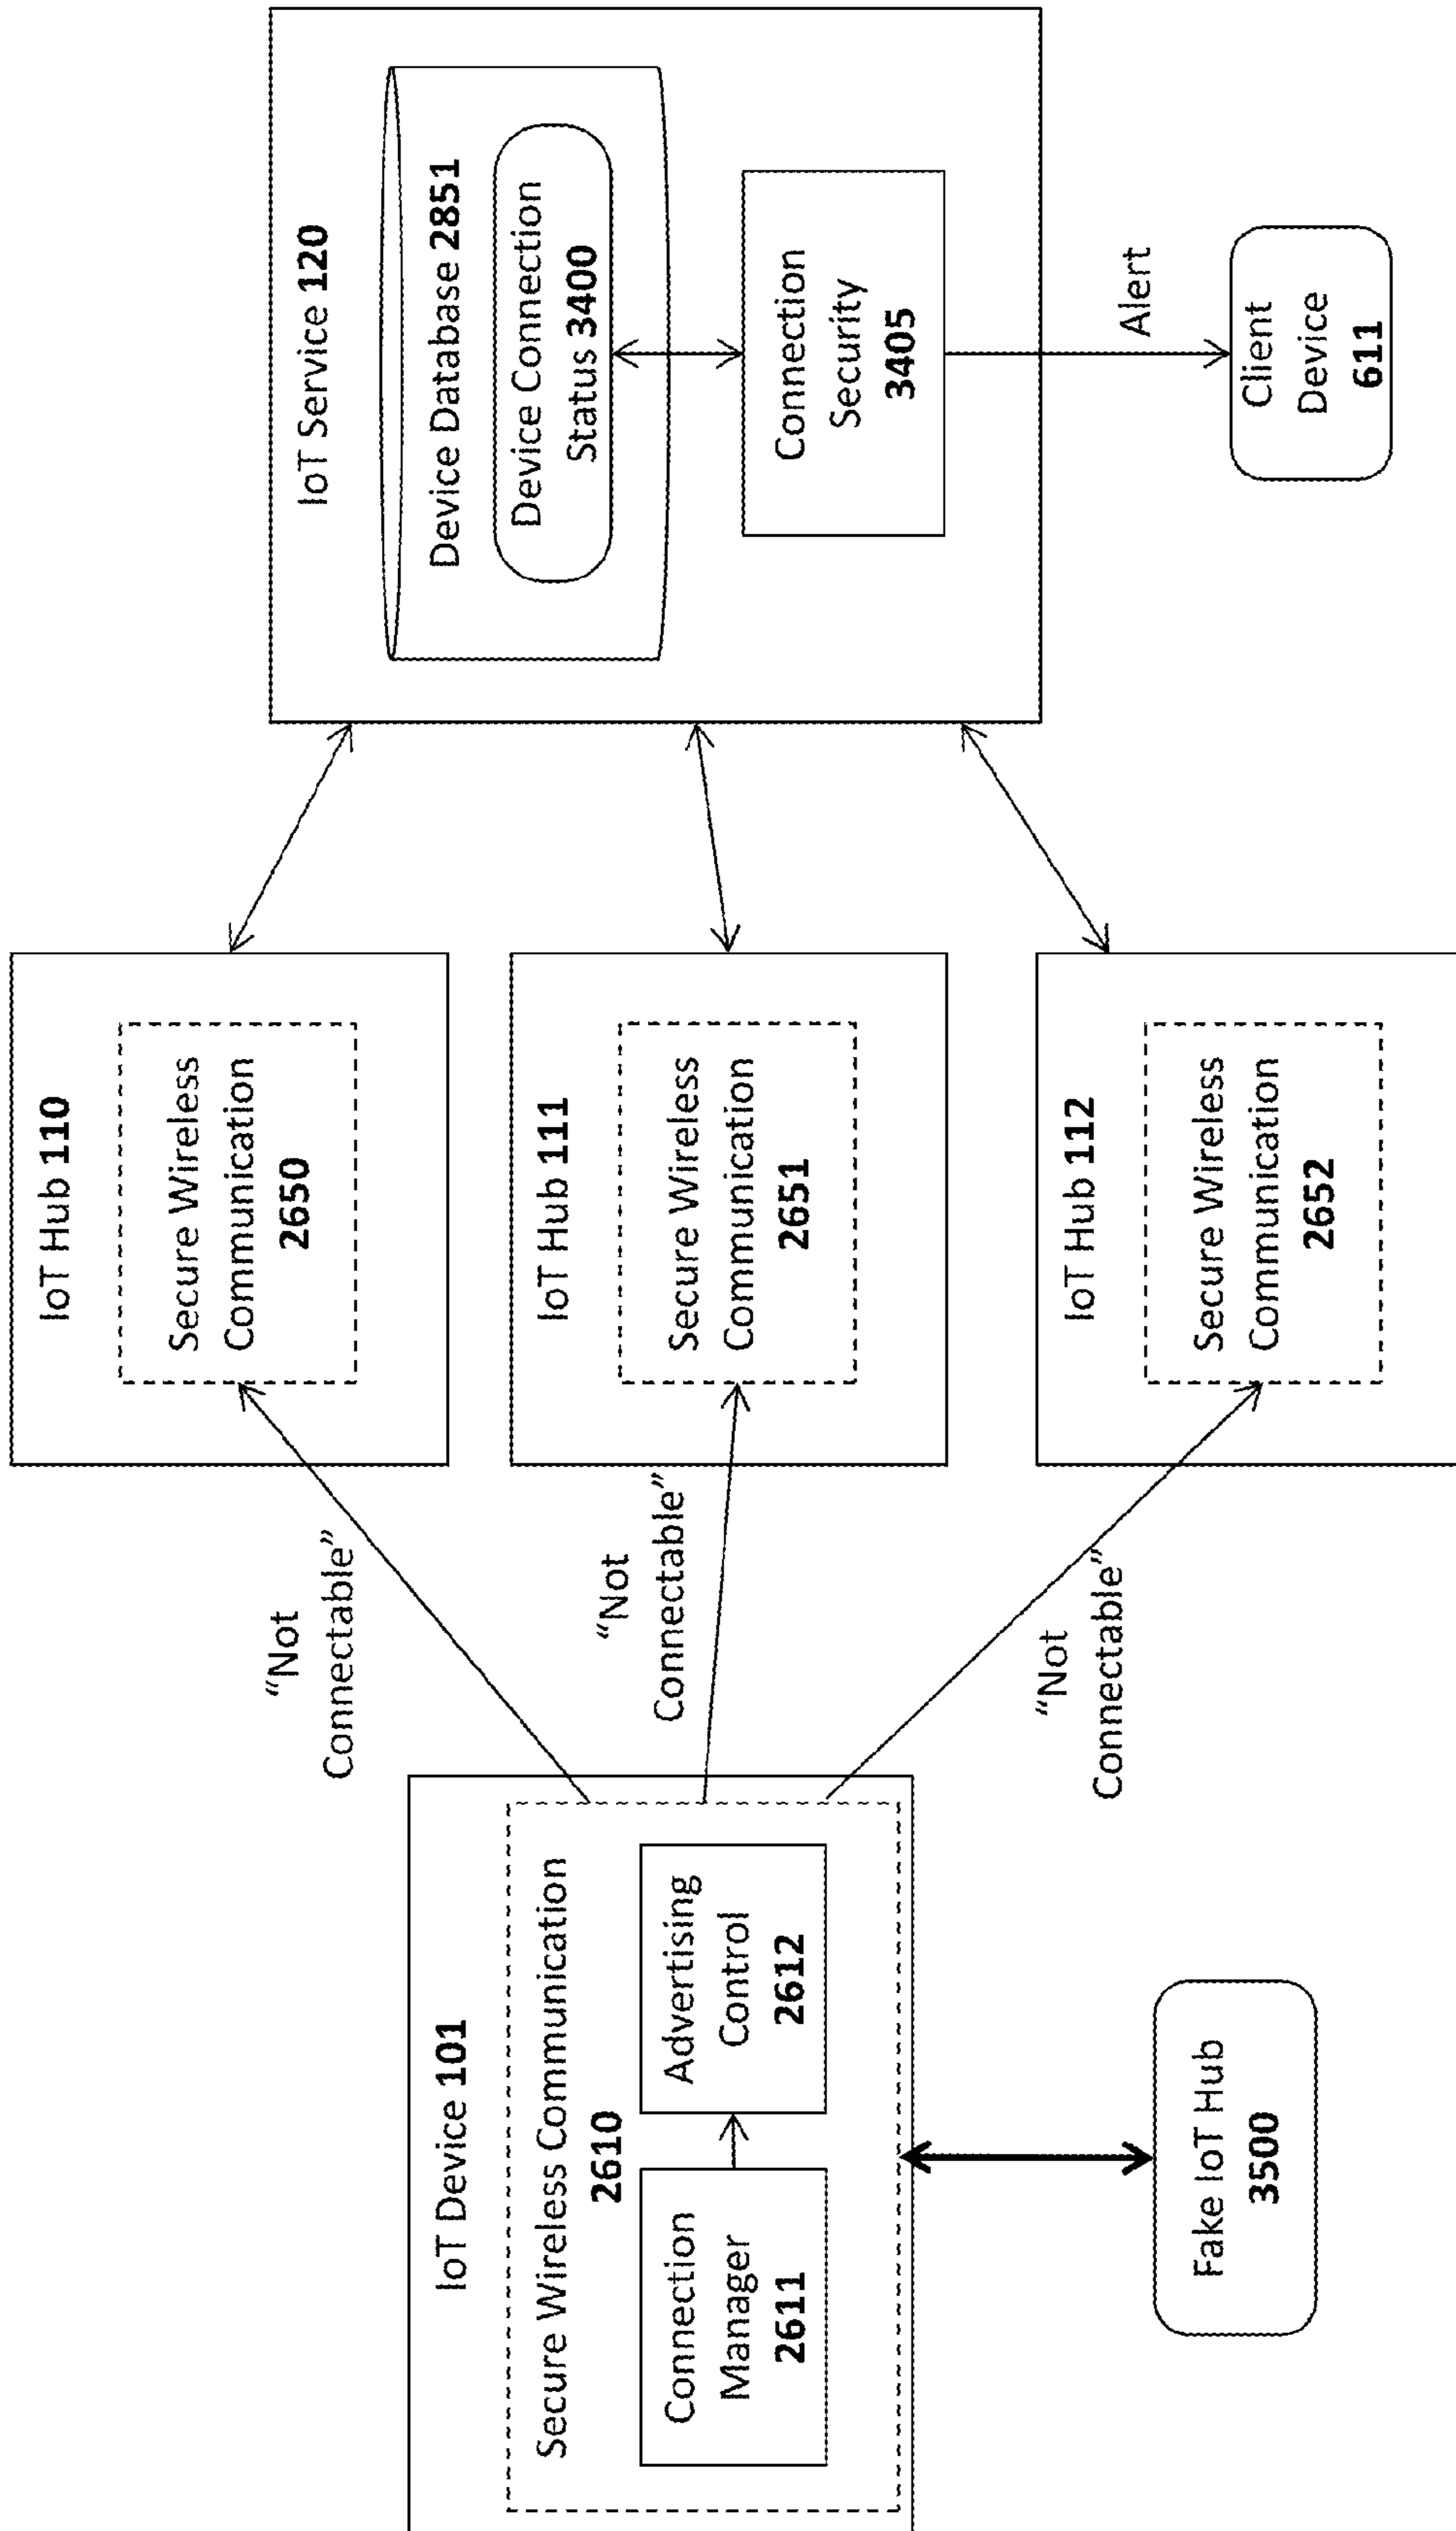 IoT Device 101
Secure Wireless Communication
2610
Connection
Manager
2611
Advertising
Control
2612
Fake IoT Hub
3500
“Not
Connectable”
“Not
Connectable”
“Not
Connectable”
IoT Hub 110
Secure Wireless
Communication
2650
IoT Hub 111
Secure Wireless
Communication
2651
IoT Hub 112
Secure Wireless
Communication
2652
IoT Service 120
Device Database 2851
Device Connection
Status 3400
Connection
Security
3405
Alert
Client
Device
611